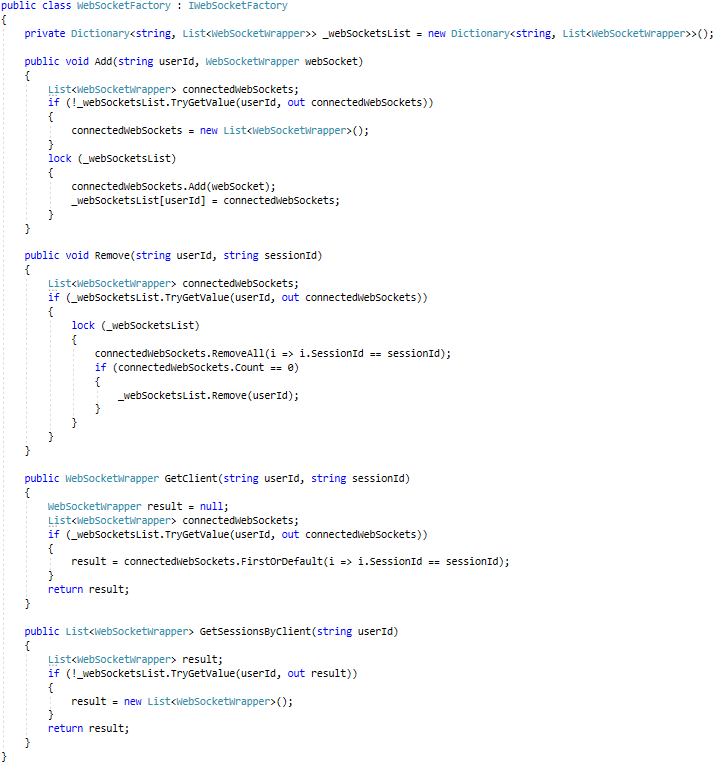 public class WebSocketFactory : IWebSocketFactory
{
    private Dictionary<string, List<WebSocketWrapper>> _webSocketsList = new Dictionary<string, List<WebSocketWrapper>>();
    public void Add(string userId, WebSocketWrapper webSocket)
    {
        List<WebSocketWrapper> connectedWebSockets;
        if (!_webSocketsList.TryGetValue(userId, out connectedWebSockets))
        {
            connectedWebSockets = new List<WebSocketWrapper>();
        }
        lock (_webSocketsList)
        {
            connectedWebSockets.Add(webSocket);
            _webSocketsList[userId] = connectedWebSockets;
        }
    }
    public void Remove(string userId, string sessionId)
    {
        List<WebSocketWrapper> connectedWebSockets;
        if (_webSocketsList.TryGetValue(userId, out connectedWebSockets))
        {
            lock (_webSocketsList)
            {
                connectedWebSockets.RemoveAll(i => i.SessionId == sessionId);
                if (connectedWebSockets.Count == 0)
                {
                    _webSocketsList.Remove(userId);
                }
            }
        }
    }
    public WebSocketWrapper GetClient(string userId, string sessionId)
    {
        WebSocketWrapper result = null;
        List<WebSocketWrapper> connectedWebSockets;
        if (_webSocketsList.TryGetValue(userId, out connectedWebSockets))
        {
            result = connectedWebSockets.FirstOrDefault(i => i.SessionId == sessionId);
        }
        return result;
    }
    public List<WebSocketWrapper> GetSessionsByClient(string userId)
    {
        List<WebSocketWrapper> result;
        if (!_webSocketsList.TryGetValue(userId, out result))
        {
            result = new List<WebSocketWrapper>();
        }
        return result;
    }
}